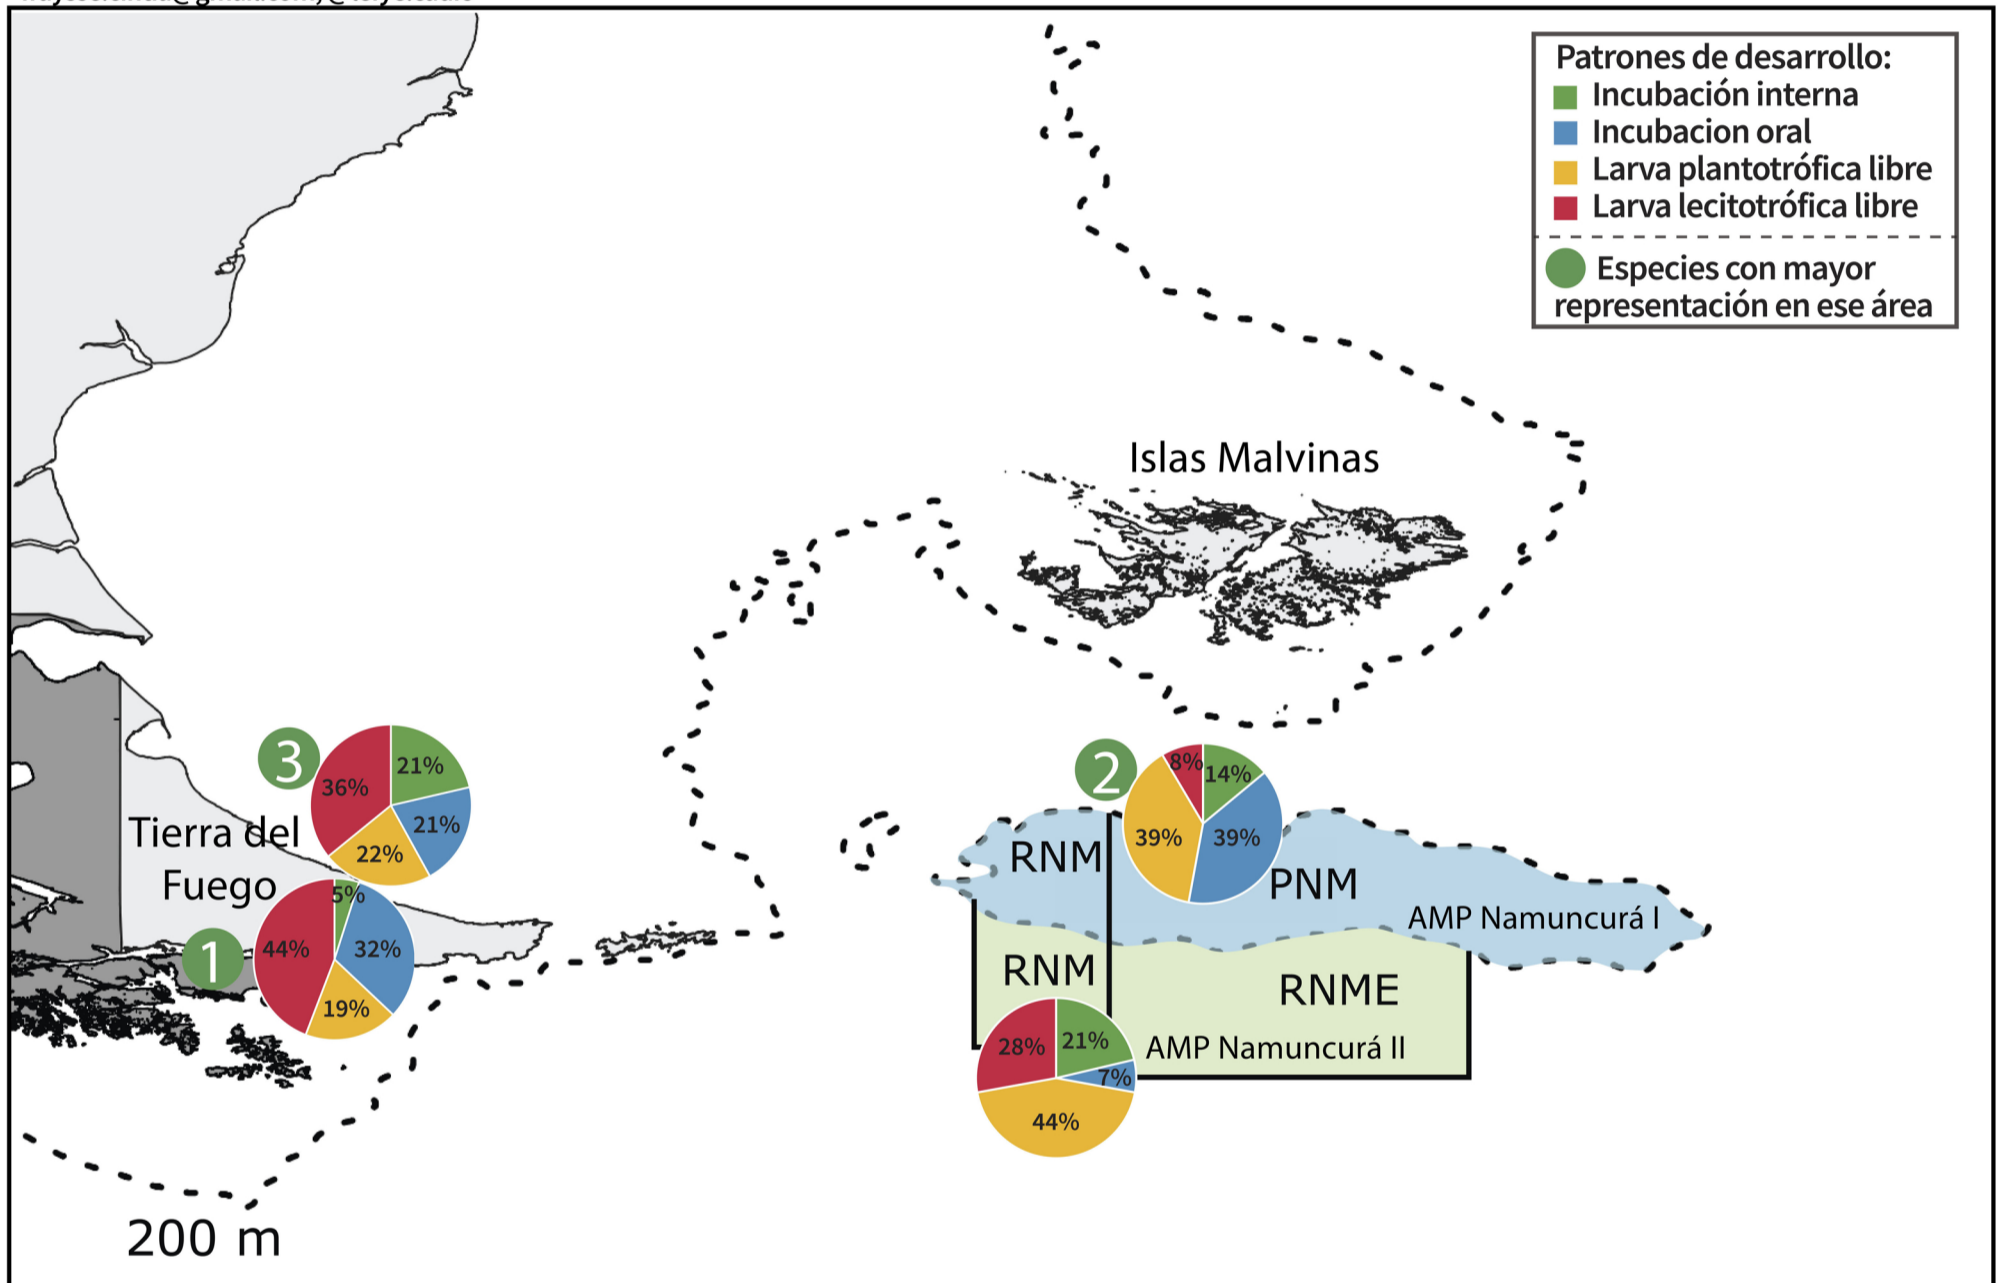 Patrones de desarrollo:
Incubación interna
Incubacion oral
Larva plantotrófica libre
Larva lecitotrófica libre
Especies con mayor
representación en ese área
Islas Malvinas
3
21%
36%
21%
22%
Tierra del
Fuego
1
5%
44%
32%
19%
2
8%
14%
39%
39%
RNM
PNM
AMP Namuncurá I
RNM
RNME
AMP Namuncurá II
28%
21%
7%
44%
200 m